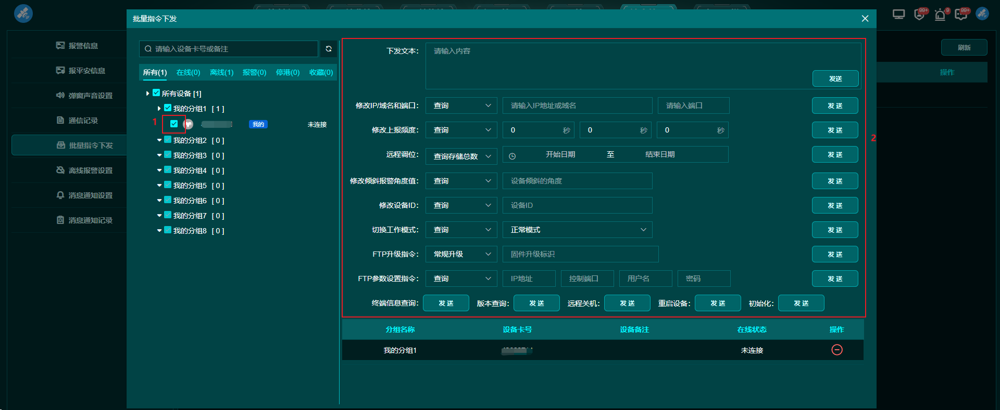 批量指令下发
99+
9
99+
报警信息
报平安信息
弹窗声音设置
通信记录
批量指令下发
离线报警设置
消息通知设置
消息通知记录
刷新
操作
请输入设备卡号或备注
所有(1) 在线(0) 离线(1) 报警(0) 停港(0) 收藏(0)
所有设备 [1]
我的分组1 [ 1 ]
1
我的 未连接
我的分组2 [ 0 ]
我的分组3 [ 0 ]
我的分组4 [ 0 ]
我的分组5 [ 0 ]
我的分组6 [ 0 ]
我的分组7 [ 0 ]
我的分组8 [ 0 ]
下发文本: 请输入内容
发送
修改IP/域名和端口: 查询 请输入IP地址或域名 请输入端口 发 送
修改上报频度: 查询 0 秒 0 秒 0 秒 发 送
2
远程调位: 查询存储总数 开始日期 至 结束日期 发 送
修改倾斜报警角度值: 查询 设备倾斜的角度 发 送
修改设备ID: 查询 设备ID 发 送
切换工作模式: 查询 正常模式 发 送
FTP升级指令: 常规升级 固件升级标识 发 送
FTP参数设置指令: 查询 IP地址 控制端口 用户名 密码 发 送
终端信息查询: 发 送 版本查询: 发 送 远程关机: 发 送 重启设备: 发 送 初始化: 发 送
分组名称 设备卡号 设备备注 在线状态 操作
我的分组1 未连接